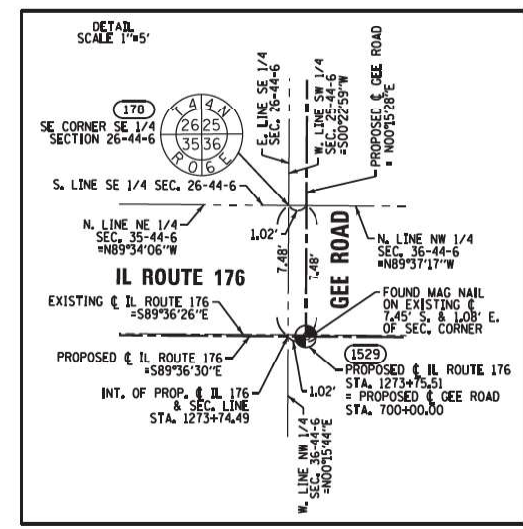 DETAIL
SCALE 1"=5'
170
SE CORNER SE 1/4
SECTION 26-44-6
T44N
26 25
35 36
R06E
E. LINE SE 1/4
SEC. 26-44-6
W. LINE SW 1/4
SEC. 25-44-6
=S00°22'59"W
PROPOSED ℄ GEE ROAD
= N00°15'28"E
S. LINE SE 1/4 SEC. 26-44-6
N. LINE NE 1/4
SEC. 35-44-6
=N89°34'06"W
1.02'
N. LINE NW 1/4
SEC. 36-44-6
=N89°37'17"W
7.48'
7.48'
GEE ROAD
IL ROUTE 176
EXISTING ℄ IL ROUTE 176
=S89°36'26"E
FOUND MAG NAIL
ON EXISTING ℄
7.45' S. & 1.08' E.
OF SEC. CORNER
PROPOSED ℄ IL ROUTE 176
=S89°36'30"E
1529
PROPOSED ℄ IL ROUTE 176
STA. 1273+75.51
= PROPOSED ℄ GEE ROAD
STA. 700+00.00
INT. OF PROP. ℄ IL 176
& SEC. LINE
STA. 1273+74.49
1.02'
W. LINE NW 1/4
SEC. 36-44-6
=N00°15'44"E